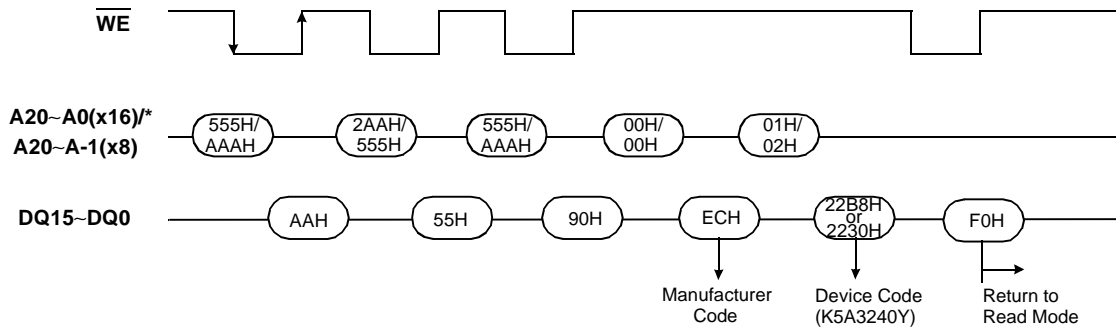 WE
A20~A0(x16)/*
A20~A-1(x8)
555H/
AAAH
2AAH/
555H
555H/
AAAH
00H/
00H
01H/
02H
DQ15~DQ0
AAH
55H
90H
ECH
22B8H
or
2230H
F0H
Manufacturer
Code
Device Code
(K5A3240Y)
Return to
Read Mode